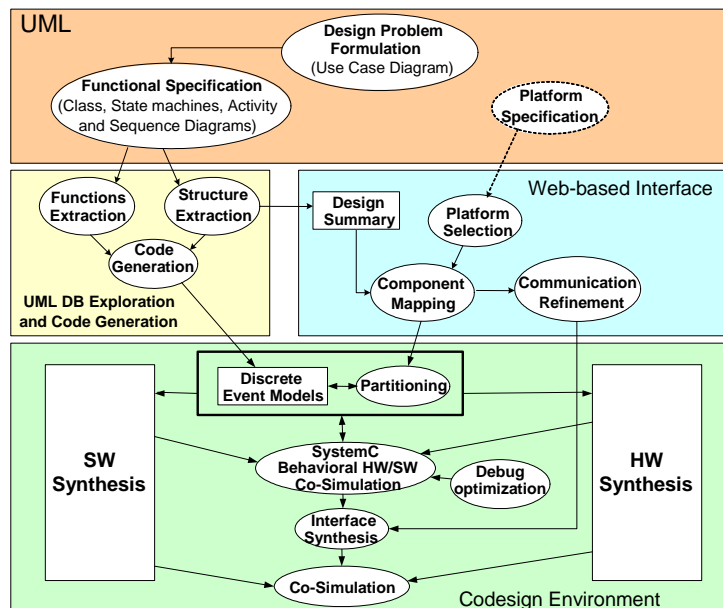 UML
Design Problem
Formulation
(Use Case Diagram)
Functional Specification
(Class, State machines, Activity
and Sequence Diagrams)
Platform
Specification
Functions
Extraction
Structure
Extraction
Code
Generation
UML DB Exploration
and Code Generation
Web-based Interface
Design
Summary
Platform
Selection
Component
Mapping
Communication
Refinement
Discrete
Event Models
Partitioning
SW
Synthesis
SystemC
Behavioral HW/SW
Co-Simulation
Debug
optimization
HW
Synthesis
Interface
Synthesis
Co-Simulation
Codesign Environment